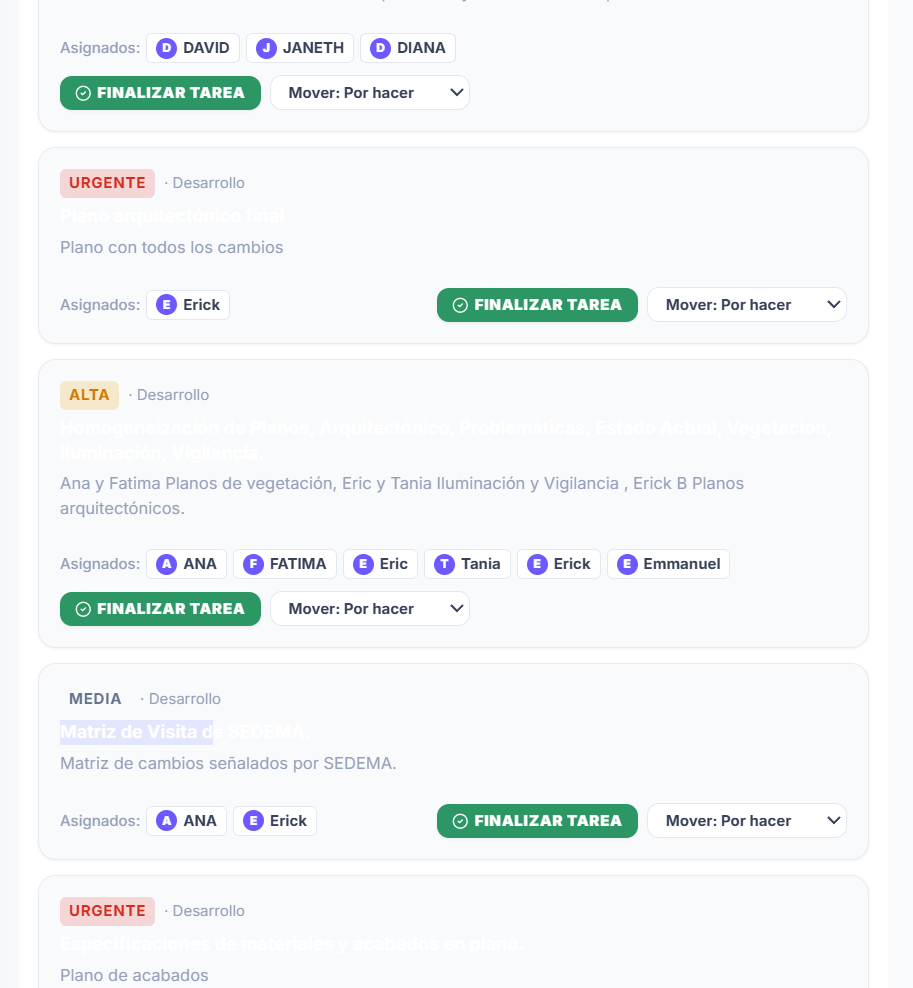 Asignados: D DAVID J JANETH D DIANA
FINALIZAR TAREA Mover: Por hacer
URGENTE · Desarrollo
Plano arquitectónico final
Plano con todos los cambios
Asignados: E Erick FINALIZAR TAREA Mover: Por hacer
ALTA · Desarrollo
Homogeneización de Planos, Arquitectónico, Problemáticas, Estado Actual, Vegetación,
Iluminación, Vigilancia.
Ana y Fatima Planos de vegetación, Eric y Tania Iluminación y Vigilancia , Erick B Planos
arquitectónicos.
Asignados: A ANA F FATIMA E Eric T Tania E Erick E Emmanuel
FINALIZAR TAREA Mover: Por hacer
MEDIA · Desarrollo
Matriz de Visita de SEDEMA.
Matriz de cambios señalados por SEDEMA.
Asignados: A ANA E Erick FINALIZAR TAREA Mover: Por hacer
URGENTE · Desarrollo
Especificaciones de materiales y acabados en plano.
Plano de acabados